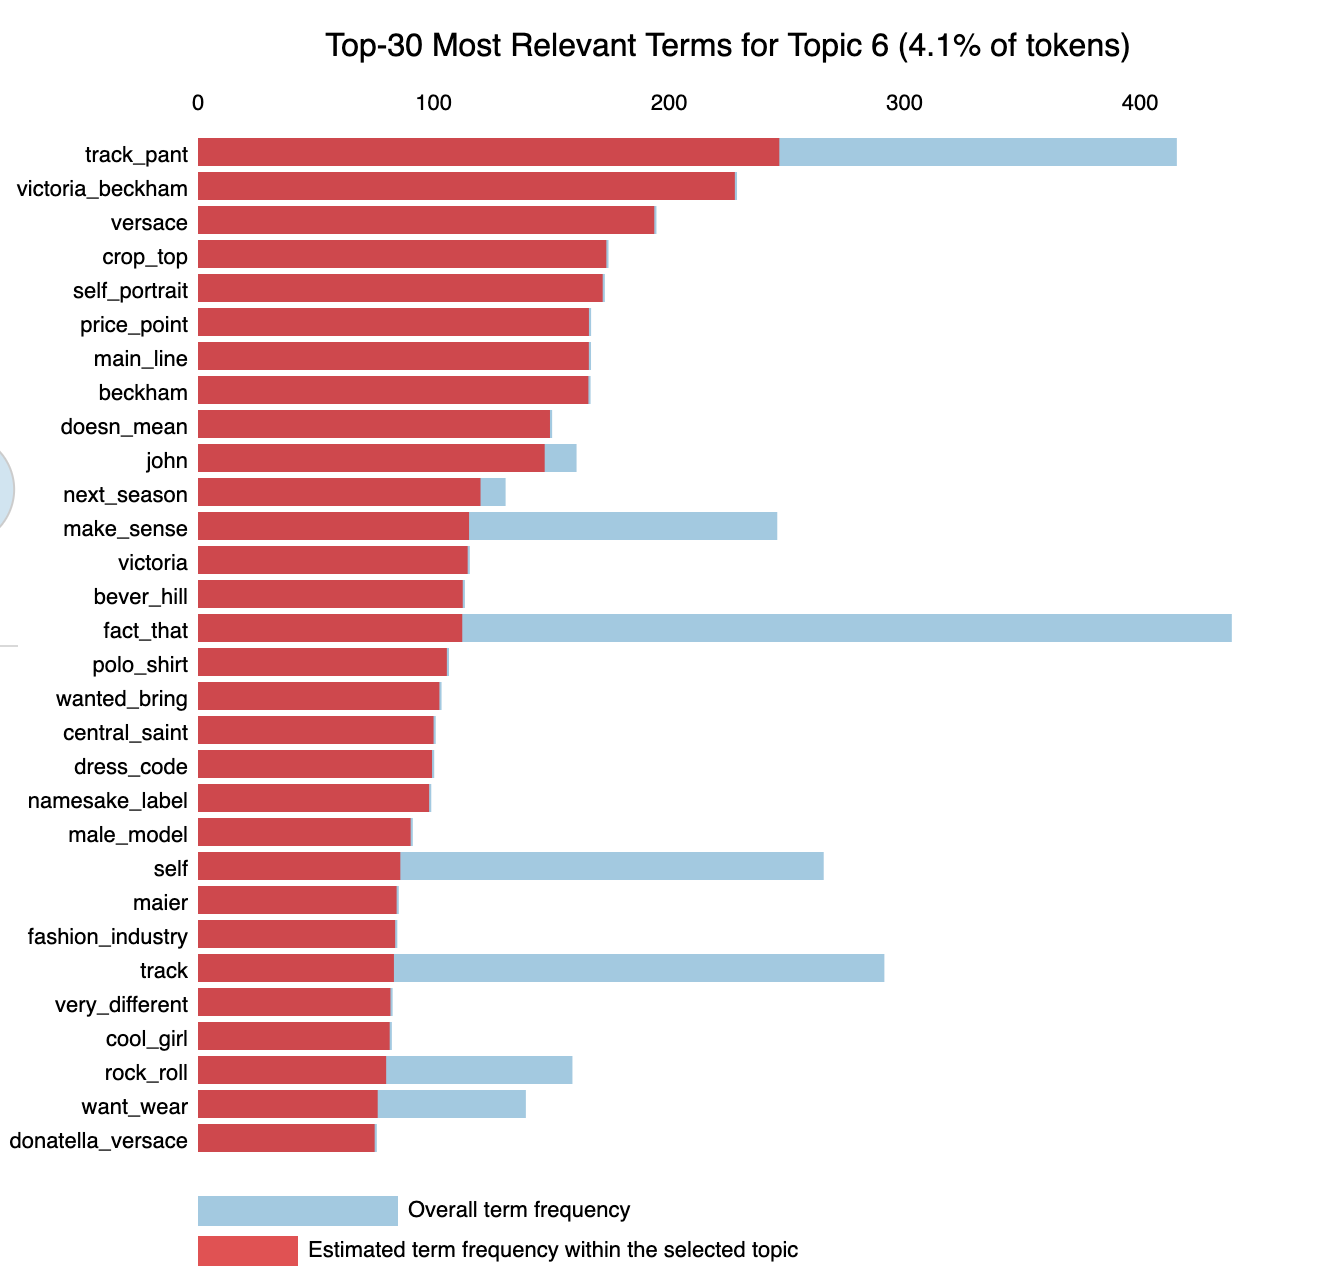 Top-30 Most Relevant Terms for Topic 6 (4.1% of tokens)
0 100 200 300 400
track_pant
victoria_beckham
versace
crop_top
self_portrait
price_point
main_line
beckham
doesn_mean
john
next_season
make_sense
victoria
bever_hill
fact_that
polo_shirt
wanted_bring
central_saint
dress_code
namesake_label
male_model
self
maier
fashion_industry
track
very_different
cool_girl
rock_roll
want_wear
donatella_versace
Overall term frequency
Estimated term frequency within the selected topic